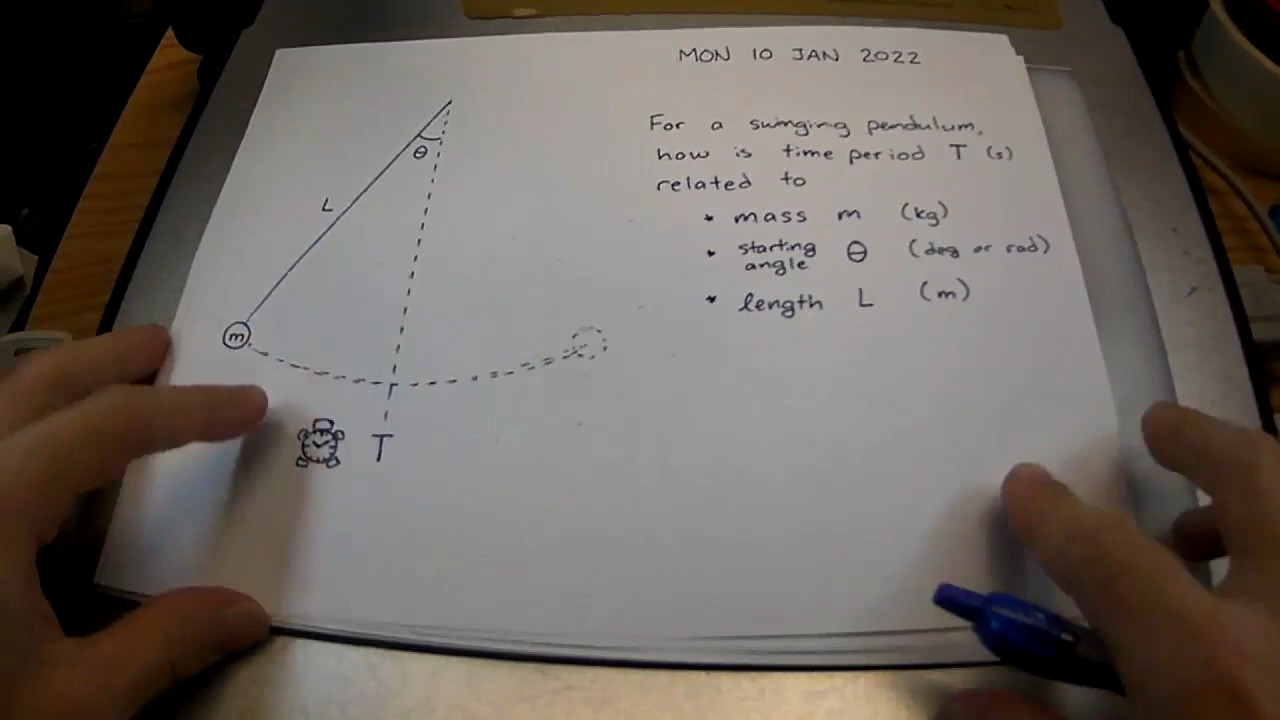 MON 10 JAN 2022
For a swinging pendulum,
how is time period T (s)
related to
* mass m (kg)
* starting angle θ (deg or rad)
* length L (m)
θ
L
m
T